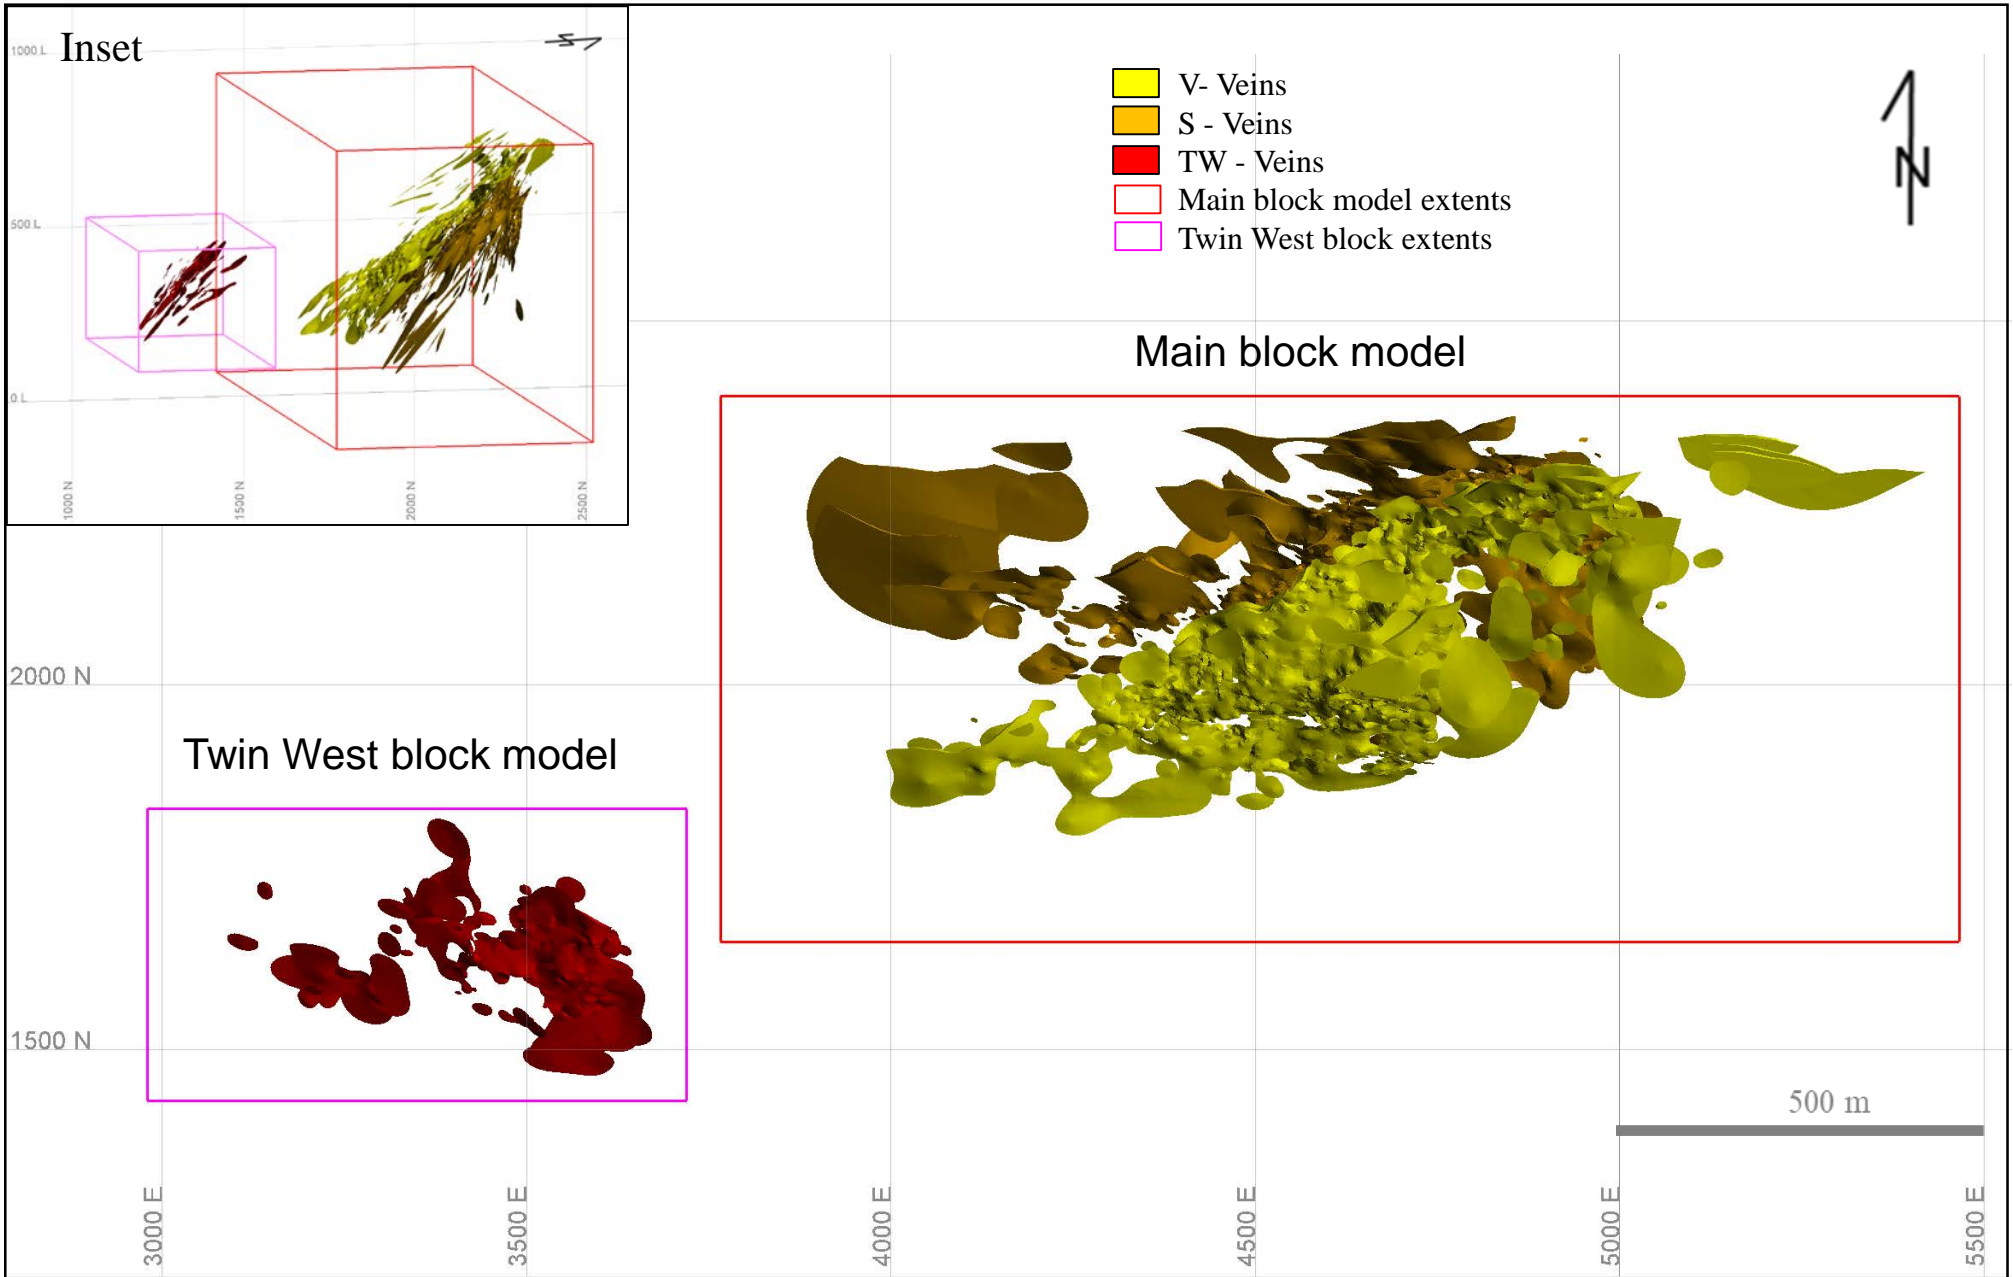 Inset
1000 L
500 L
0 L
1000 N
1500 N
2000 N
2500 N
V- Veins
S - Veins
TW - Veins
Main block model extents
Twin West block extents
N
Main block model
2000 N
Twin West block model
1500 N
500 m
3000 E
3500 E
4000 E
4500 E
5000 E
5500 E